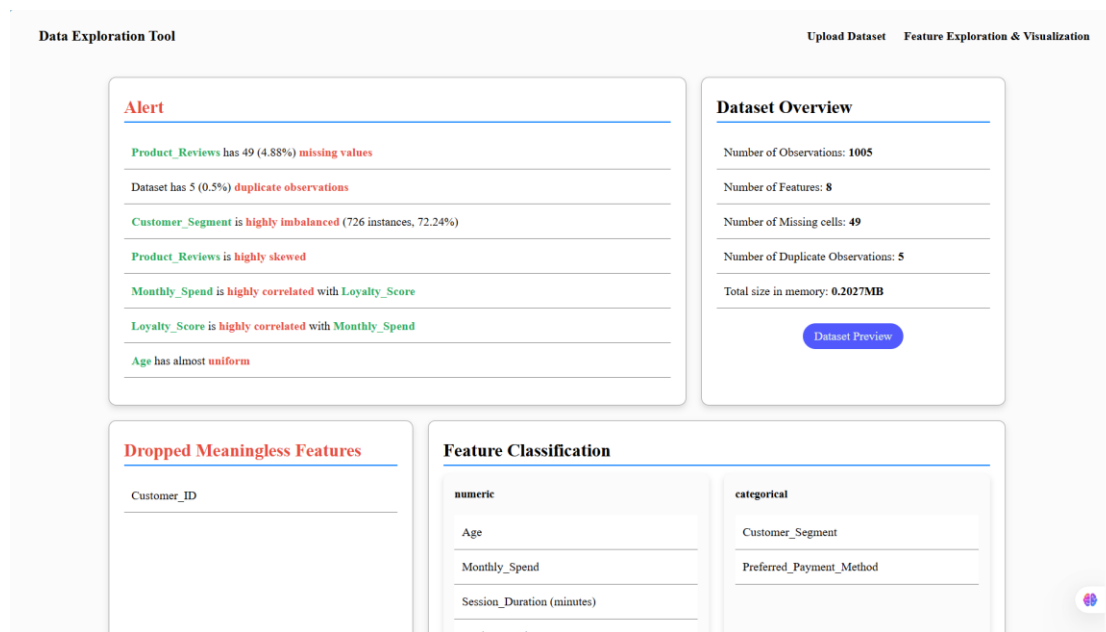 Data Exploration Tool
Upload Dataset
Feature Exploration & Visualization
Alert
Product_Reviews has 49 (4.88%) missing values
Dataset has 5 (0.5%) duplicate observations
Customer_Segment is highly imbalanced (726 instances, 72.24%)
Product_Reviews is highly skewed
Monthly_Spend is highly correlated with Loyalty_Score
Loyalty_Score is highly correlated with Monthly_Spend
Age has almost uniform
Dataset Overview
Number of Observations: 1005
Number of Features: 8
Number of Missing cells: 49
Number of Duplicate Observations: 5
Total size in memory: 0.2027MB
Dataset Preview
Dropped Meaningless Features
Customer_ID
Feature Classification
numeric
Age
Monthly_Spend
Session_Duration (minutes)
categorical
Customer_Segment
Preferred_Payment_Method